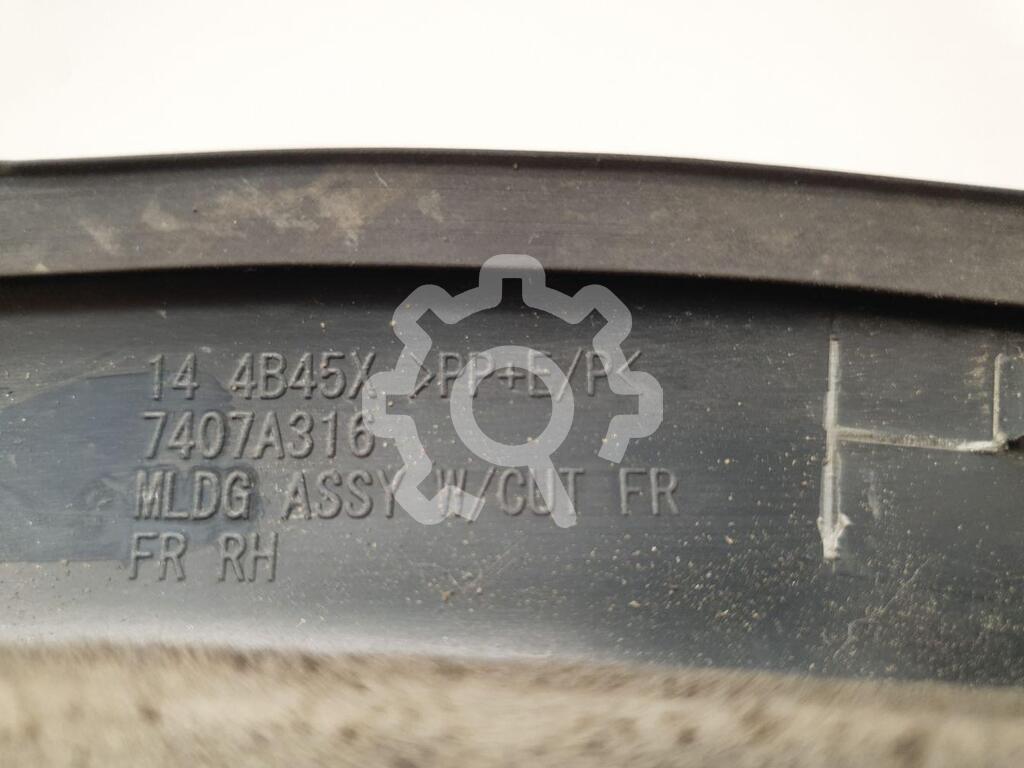 14 4B45X >PP+E/P<
7407A316
MLDG ASSY W/CUT FR
FR RH